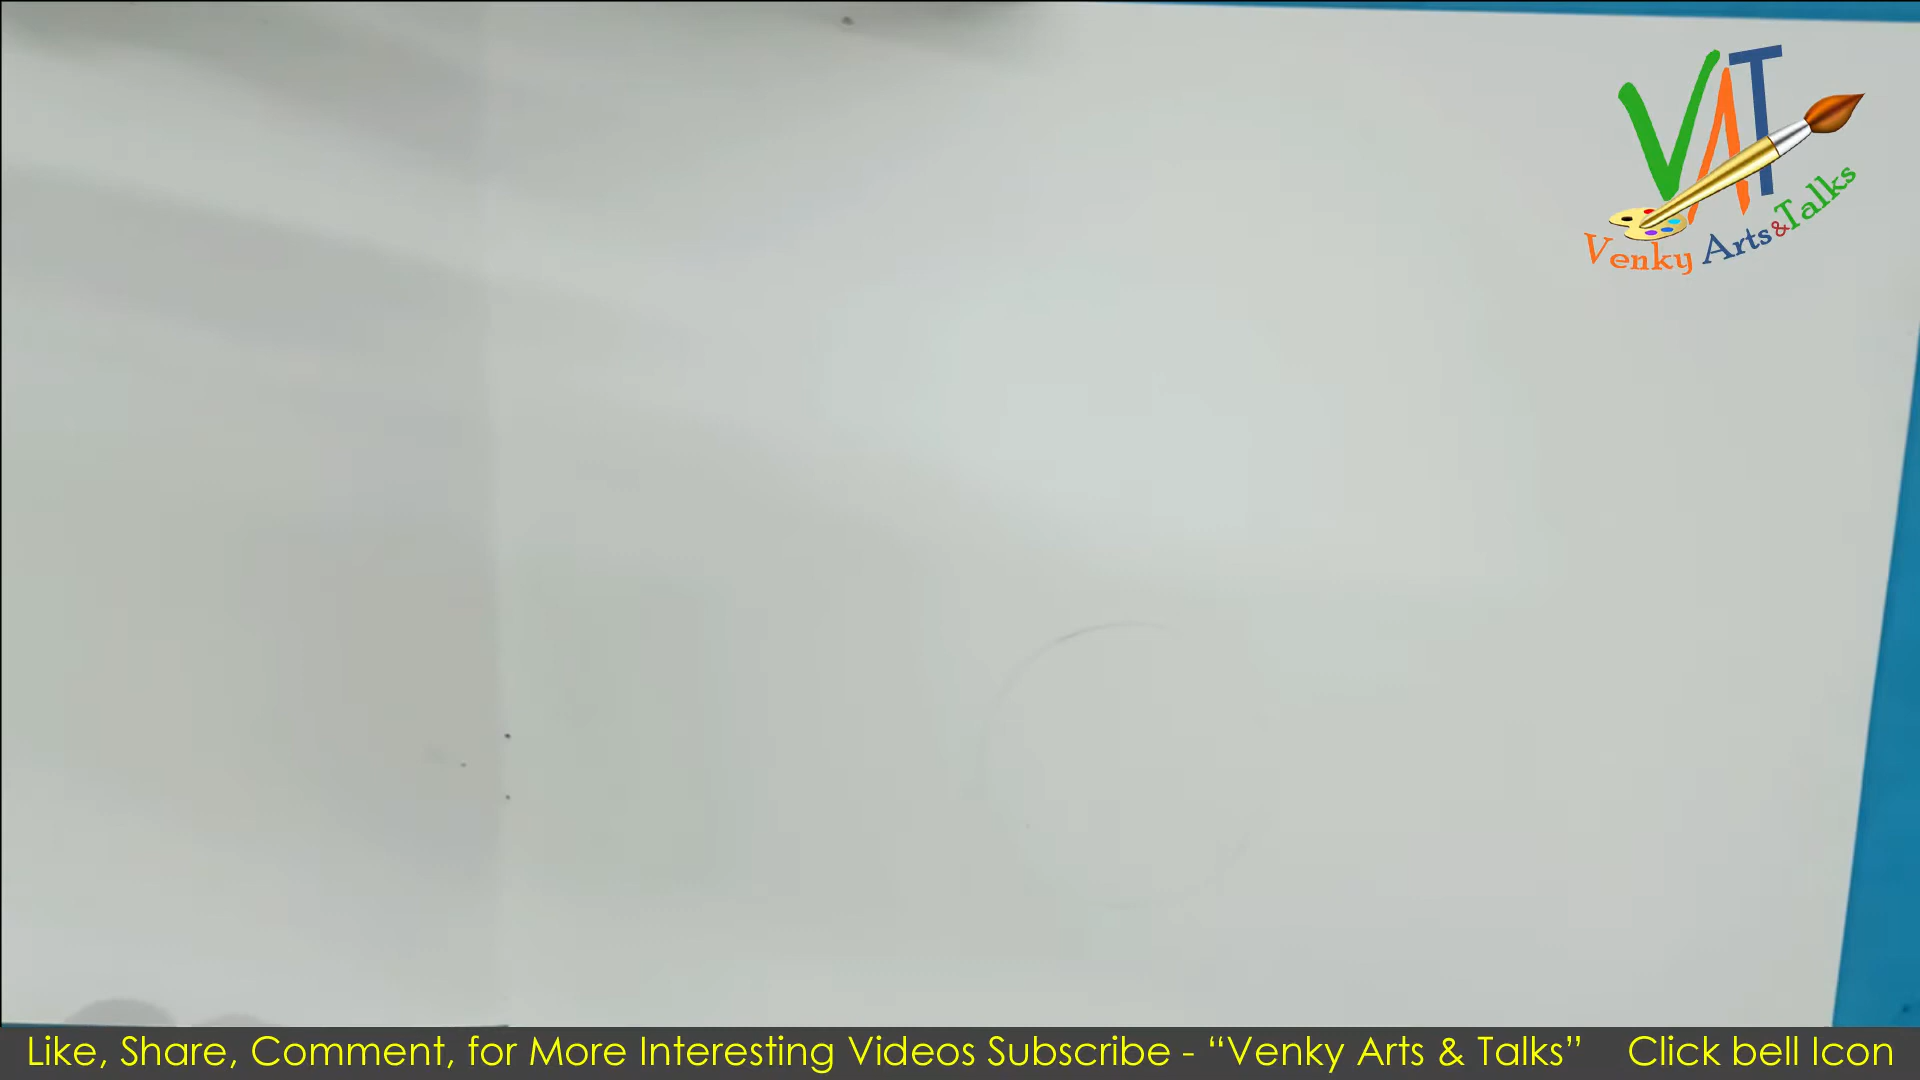 VAT
Venky Arts & Talks
Like, Share, Comment, for More Interesting Videos Subscribe - “Venky Arts & Talks” Click bell Icon